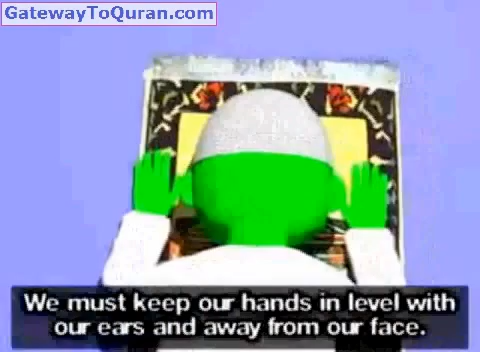 GatewayToQuran.com
We must keep our hands in level with
our ears and away from our face.